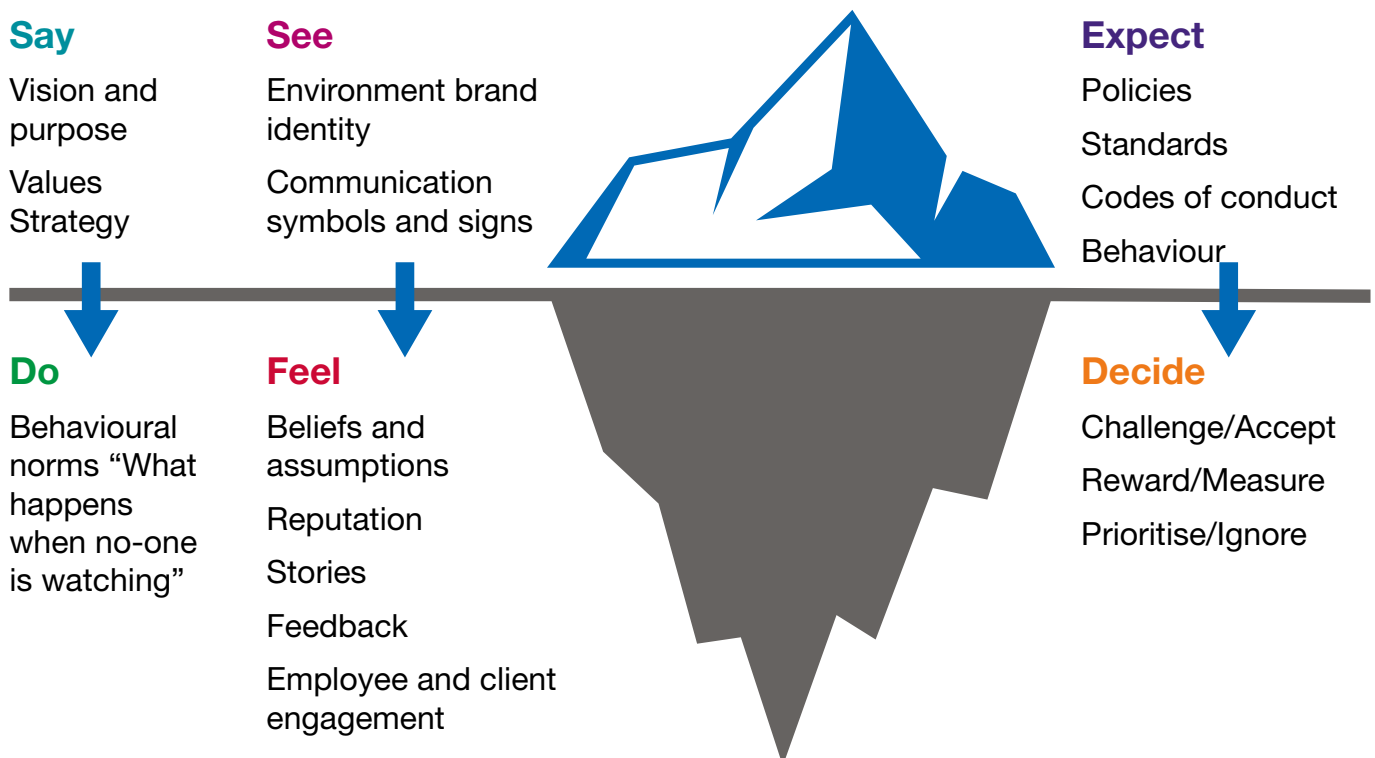 Say
Vision and
purpose
Values
Strategy
See
Environment brand
identity
Communication
symbols and signs
Expect
Policies
Standards
Codes of conduct
Behaviour
Do
Behavioural
norms “What
happens
when no-one
is watching”
Feel
Beliefs and
assumptions
Reputation
Stories
Feedback
Employee and client
engagement
Decide
Challenge/Accept
Reward/Measure
Prioritise/Ignore